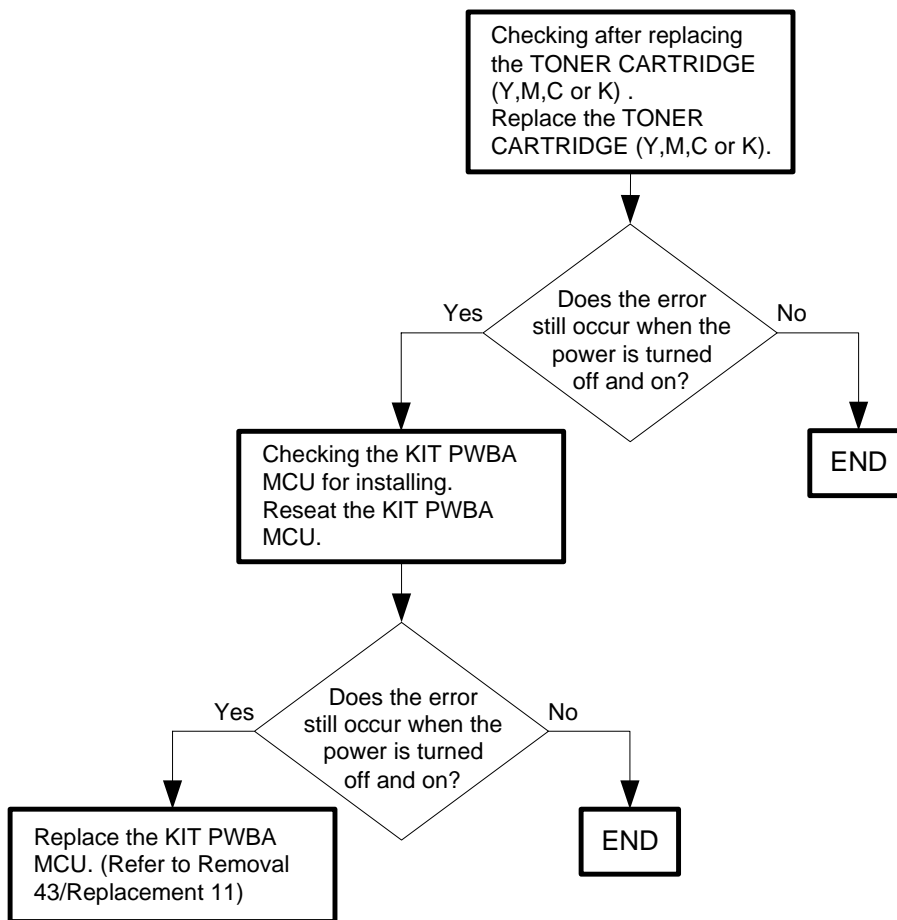 Checking after replacing
the TONER CARTRIDGE
(Y,M,C or K) .
Replace the TONER
CARTRIDGE (Y,M,C or K).
Does the error
still occur when the
power is turned
off and on?
Yes
No
END
Checking the KIT PWBA
MCU for installing.
Reseat the KIT PWBA
MCU.
Does the error
still occur when the
power is turned
off and on?
Yes
No
END
Replace the KIT PWBA
MCU. (Refer to Removal
43/Replacement 11)